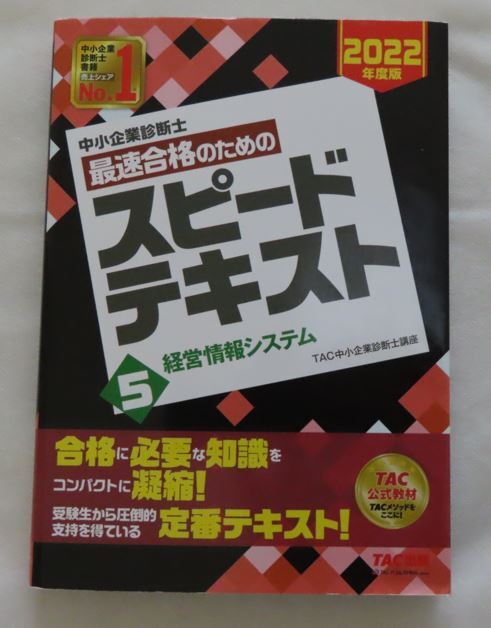 中小企業
診断士
書籍
売上シェア
No.1
2022
年度版
中小企業診断士
最速合格のための
スピード
テキスト
5 経営情報システム
TAC中小企業診断士講座
合格に必要な知識を
コンパクトに凝縮!
受験生から圧倒的
支持を得ている 定番テキスト!
TAC
公式教材
TACメソッドを
ここに!
TAC出版